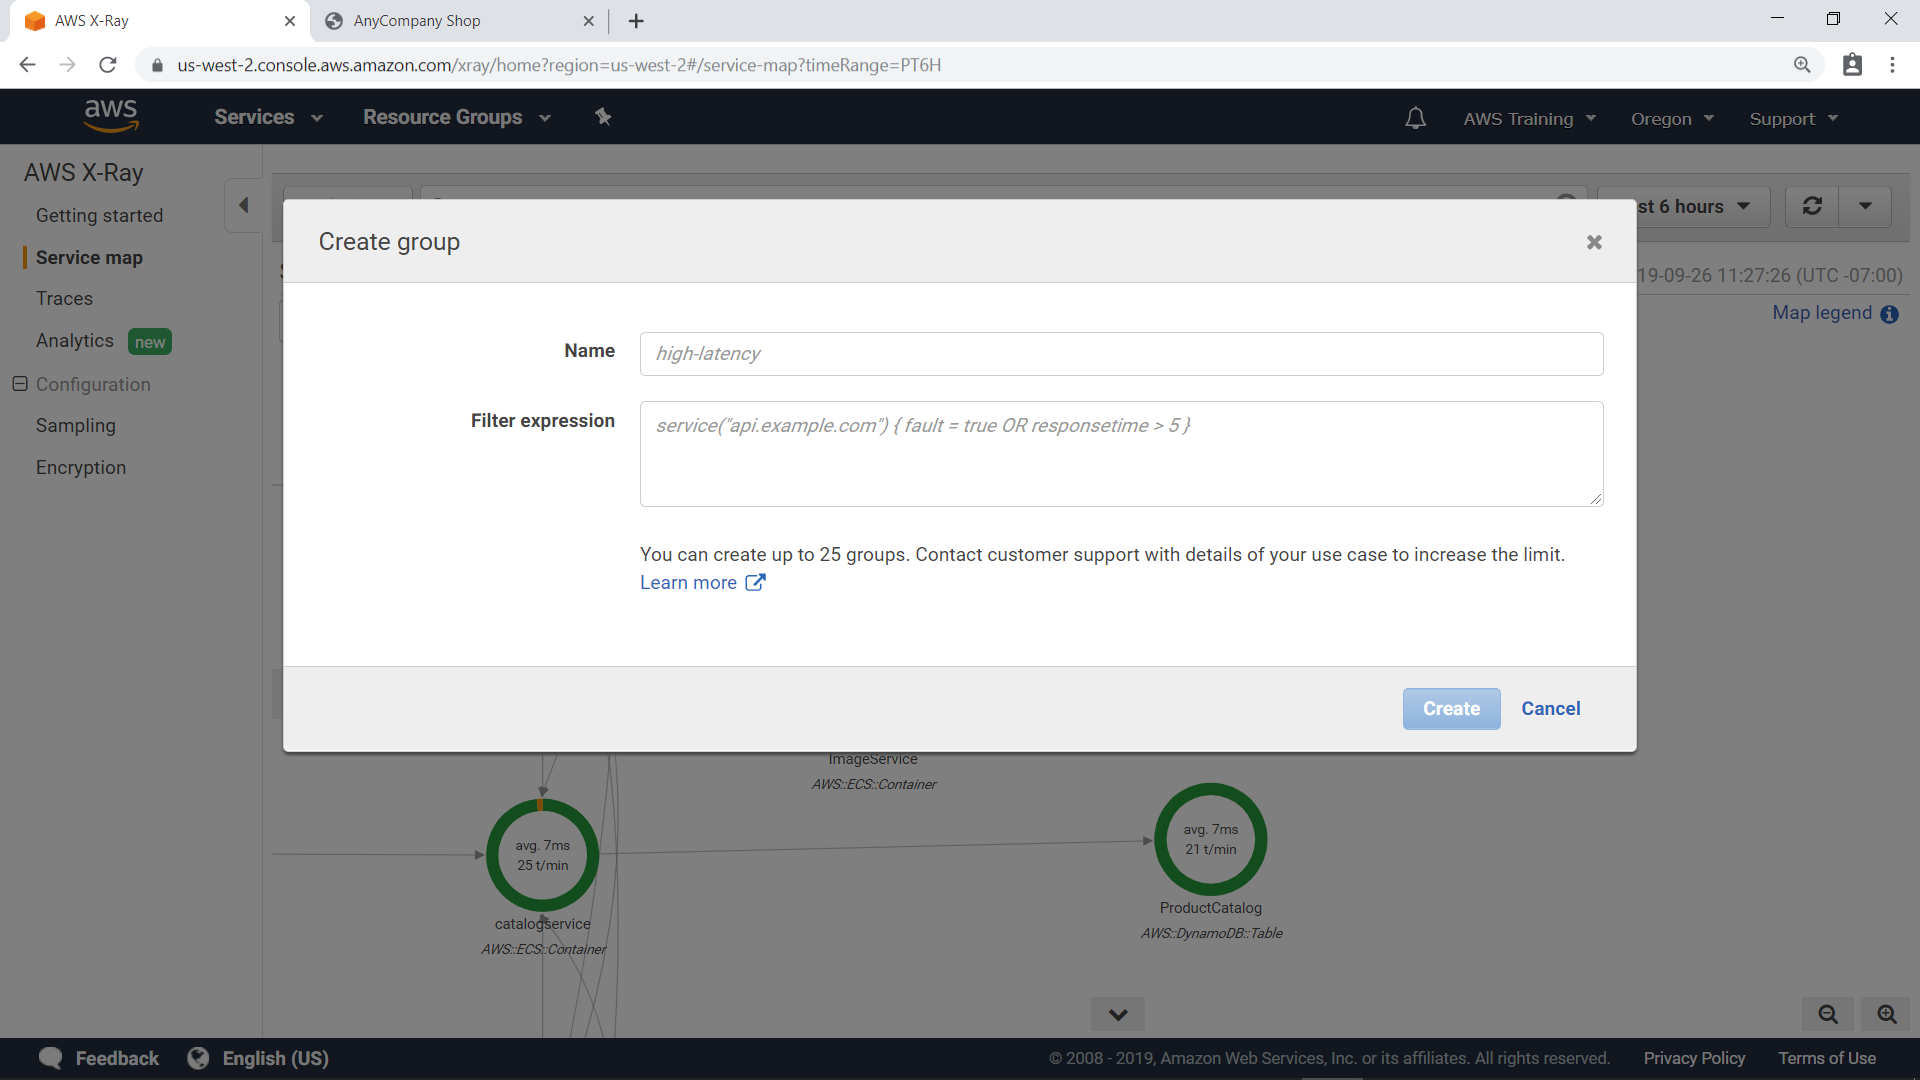 AWS X-Ray
AnyCompany Shop
us-west-2.console.aws.amazon.com/xray/home?region=us-west-2#/service-map?timeRange=PT6H
aws
Services
Resource Groups
AWS Training
Oregon
Support
AWS X-Ray
Getting started
Service map
Traces
Analytics new
Configuration
Sampling
Encryption
st 6 hours
19-09-26 11:27:26 (UTC -07:00)
Map legend
Create group
Name
high-latency
Filter expression
service("api.example.com") { fault = true OR responsetime > 5 }
You can create up to 25 groups. Contact customer support with details of your use case to increase the limit.
Learn more
Create
Cancel
ImageService
AWS::ECS::Container
avg. 7ms
25 t/min
catalogservice
AWS::ECS::Container
avg. 7ms
21 t/min
ProductCatalog
AWS::DynamoDB::Table
Feedback
English (US)
© 2008 - 2019, Amazon Web Services, Inc. or its affiliates. All rights reserved.
Privacy Policy
Terms of Use